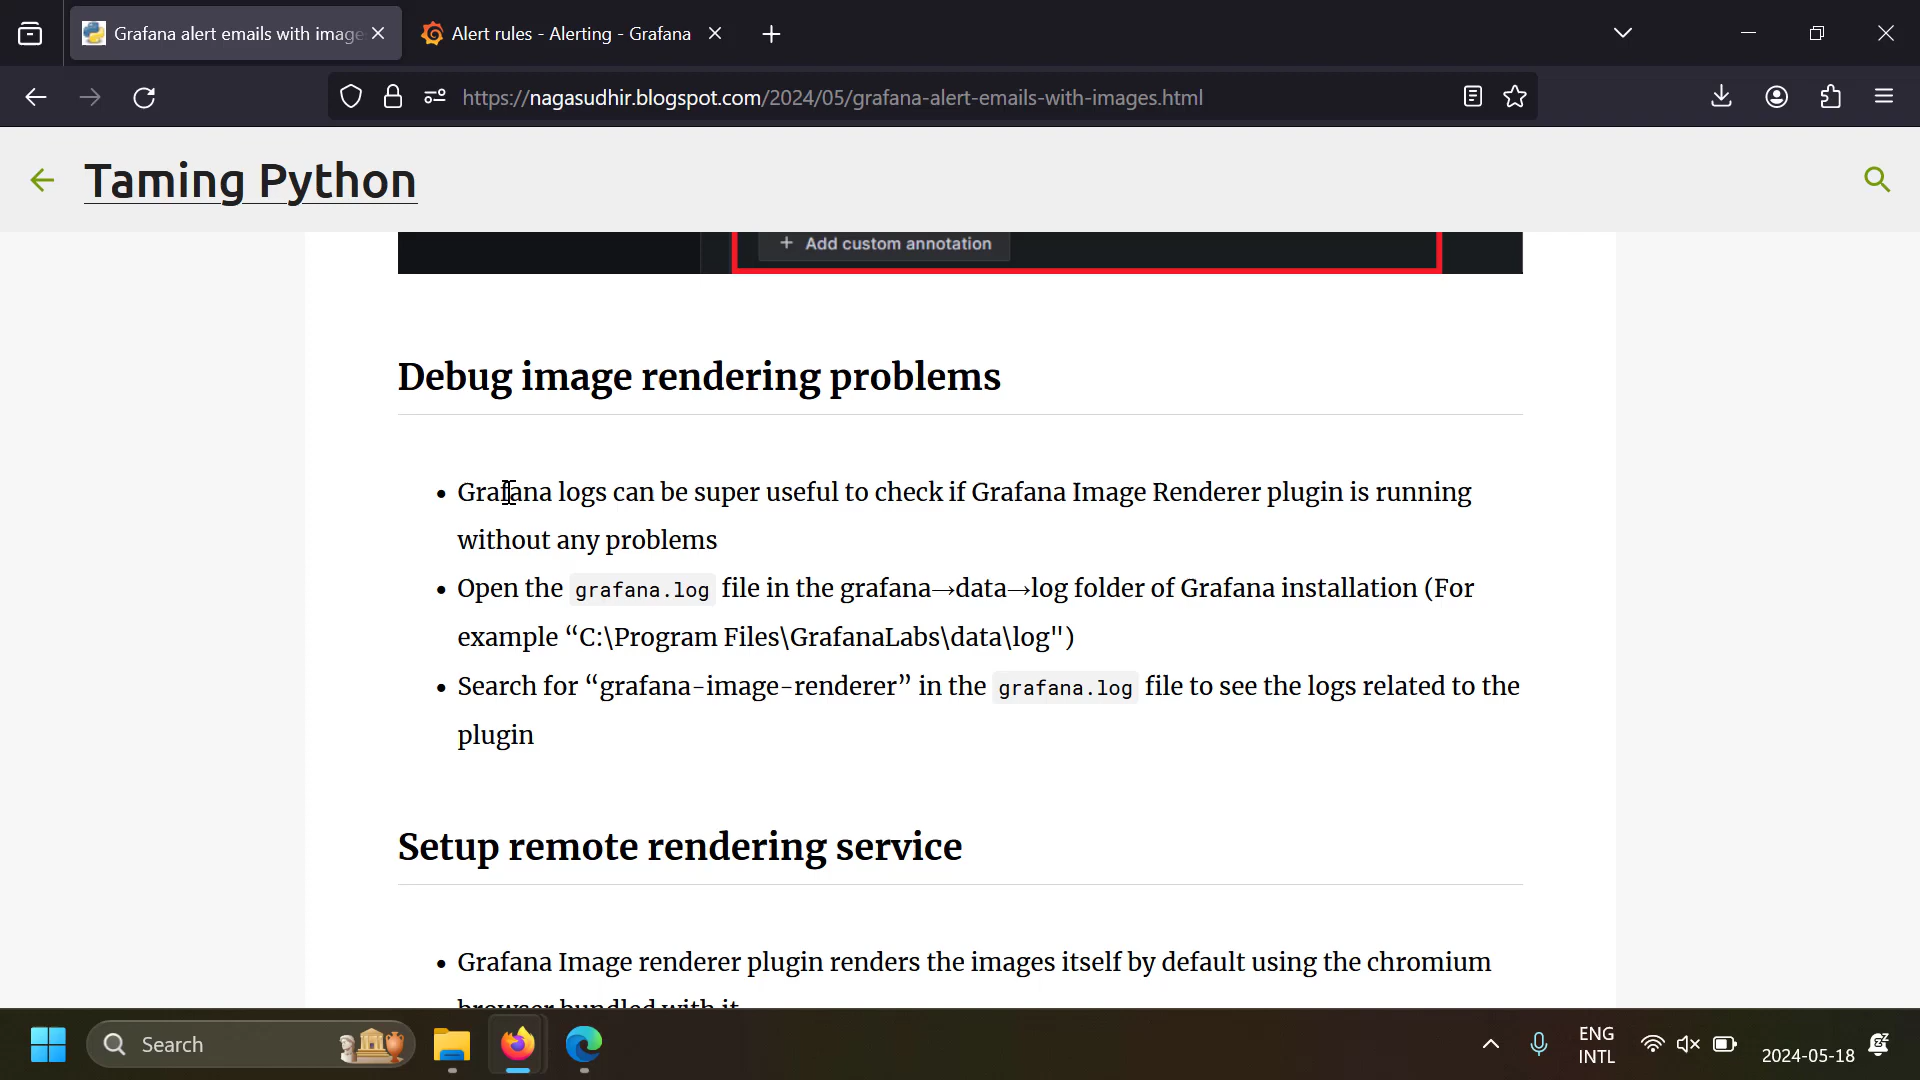 Grafana alert emails with image
Alert rules - Alerting - Grafana
https://nagasudhir.blogspot.com/2024/05/grafana-alert-emails-with-images.html
Taming Python
+ Add custom annotation
Debug image rendering problems
• Grafana logs can be super useful to check if Grafana Image Renderer plugin is running
without any problems
• Open the grafana.log file in the grafana→data→log folder of Grafana installation (For
example “C:\Program Files\GrafanaLabs\data\log")
• Search for “grafana-image-renderer” in the grafana.log file to see the logs related to the
plugin
Setup remote rendering service
• Grafana Image renderer plugin renders the images itself by default using the chromium
browser bundled with it
Search
ENG
INTL
2024-05-18